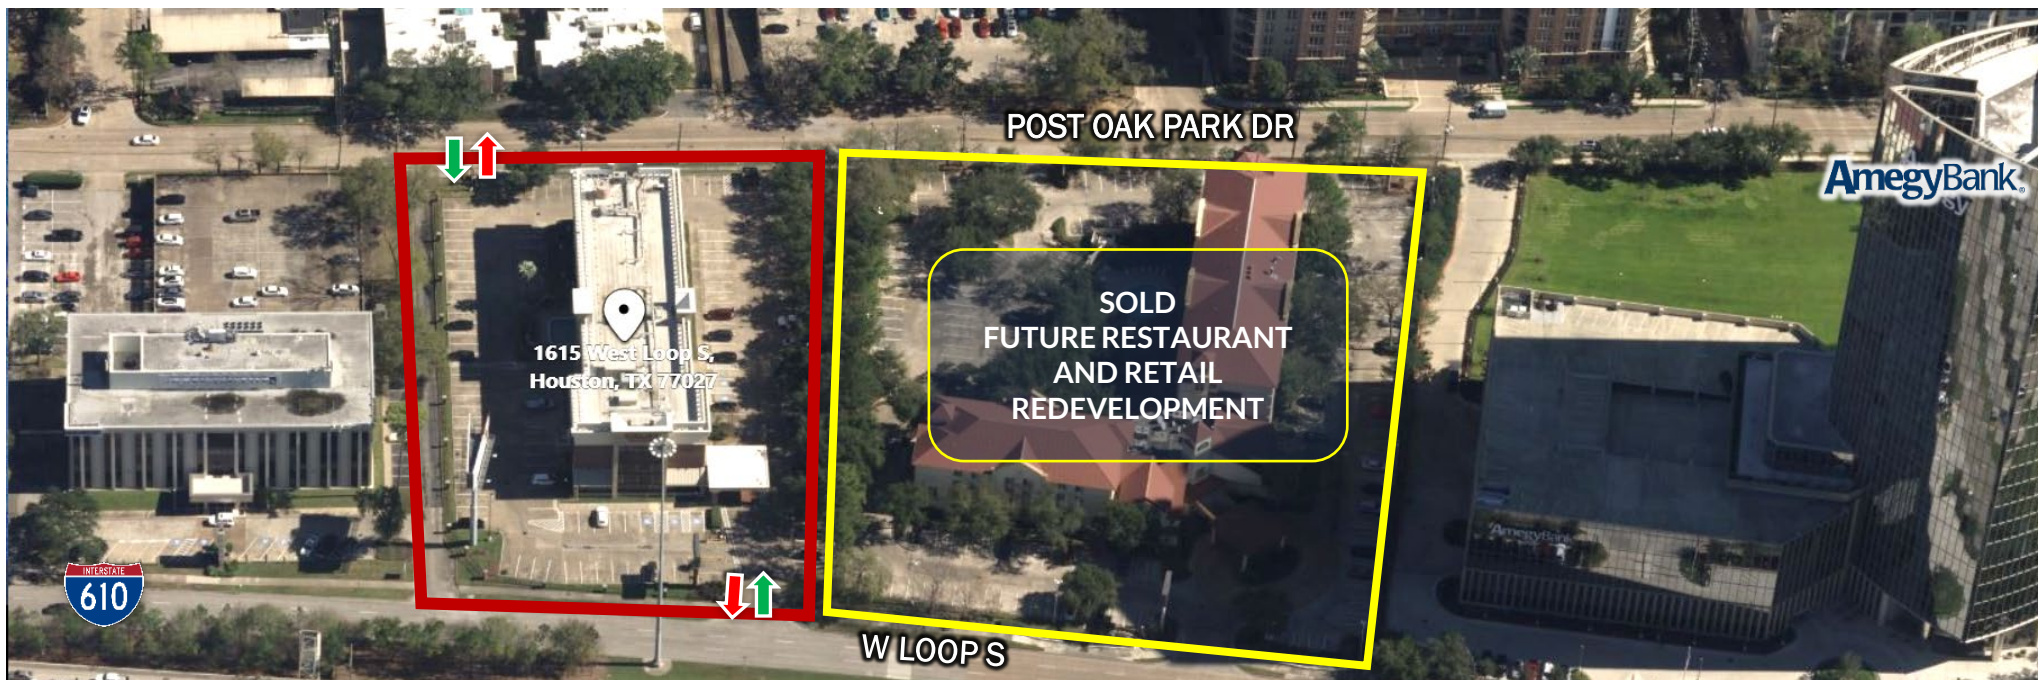 POST OAK PARK DR
AmegyBank®
SOLD
FUTURE RESTAURANT
AND RETAIL
REDEVELOPMENT
1615 West Loop S,
Houston, TX 77027
AmegyBank
INTERSTATE
610
W LOOP S